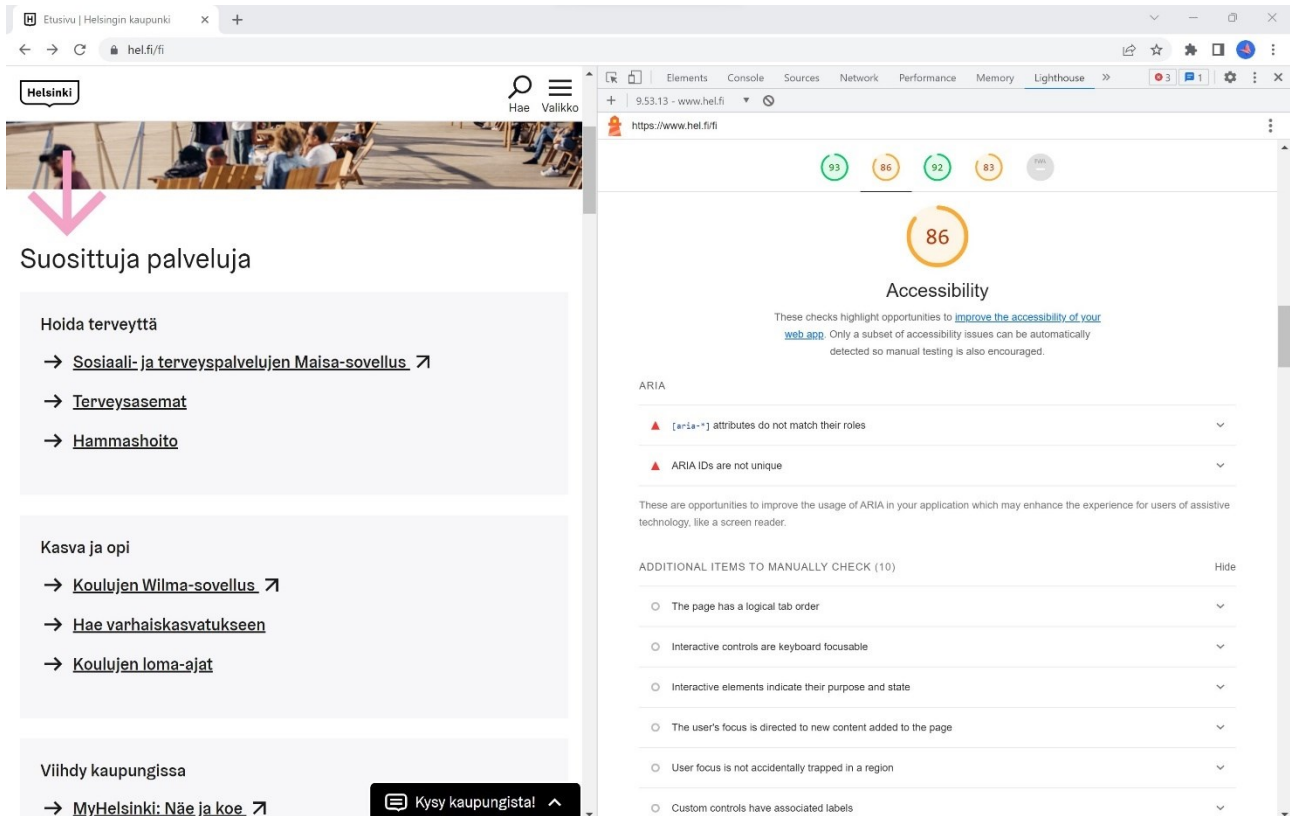 Etusivu | Helsingin kaupunki
hel.fi/fi
Helsinki
Hae Valikko
Suosittuja palveluja
Hoida terveyttä
Sosiaali- ja terveyspalvelujen Maisa-sovellus
Terveysasemat
Hammashoito
Kasva ja opi
Koulujen Wilma-sovellus
Hae varhaiskasvatukseen
Koulujen loma-ajat
Viihdy kaupungissa
MyHelsinki: Näe ja koe
Kysy kaupungista!
Elements Console Sources Network Performance Memory Lighthouse 3 1
9.53.13 - www.hel.fi
https://www.hel.fi/fi
93 86 92 83
86
Accessibility
These checks highlight opportunities to improve the accessibility of your
web app. Only a subset of accessibility issues can be automatically
detected so manual testing is also encouraged.
ARIA
[aria-*] attributes do not match their roles
ARIA IDs are not unique
These are opportunities to improve the usage of ARIA in your application which may enhance the experience for users of assistive
technology, like a screen reader.
ADDITIONAL ITEMS TO MANUALLY CHECK (10) Hide
The page has a logical tab order
Interactive controls are keyboard focusable
Interactive elements indicate their purpose and state
The user's focus is directed to new content added to the page
User focus is not accidentally trapped in a region
Custom controls have associated labels